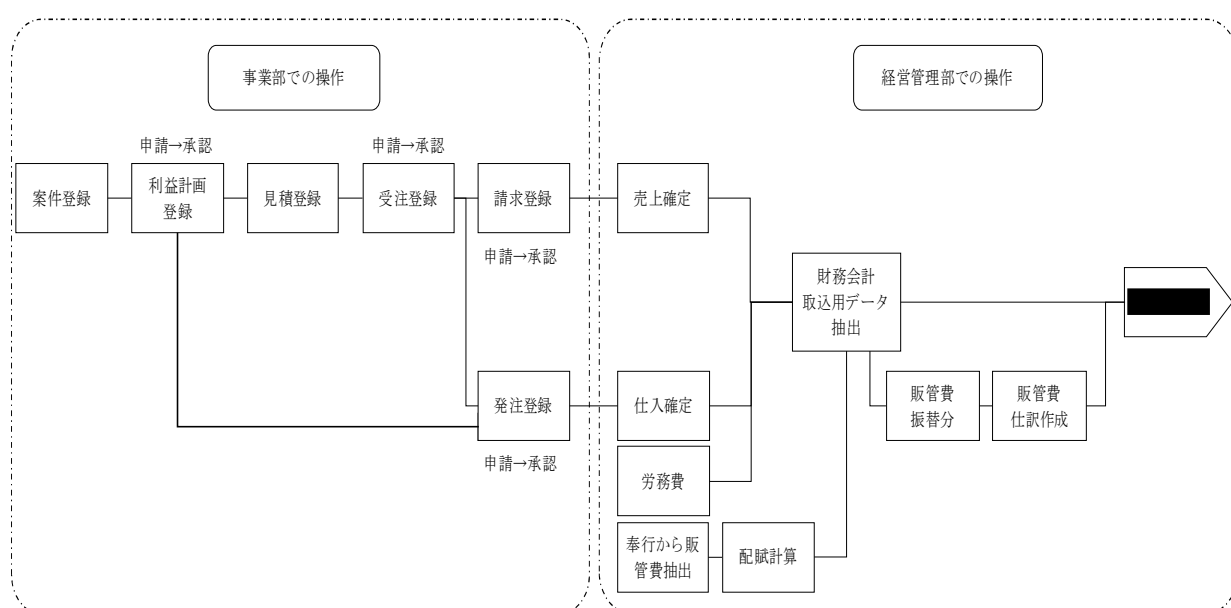 事業部での操作
経営管理部での操作
申請→承認
申請→承認
案件登録
利益計画
登録
見積登録
受注登録
請求登録
売上確定
申請→承認
財務会計
取込用データ
抽出
発注登録
仕入確定
販管費
振替分
販管費
仕訳作成
申請→承認
労務費
奉行から販
管費抽出
配賦計算